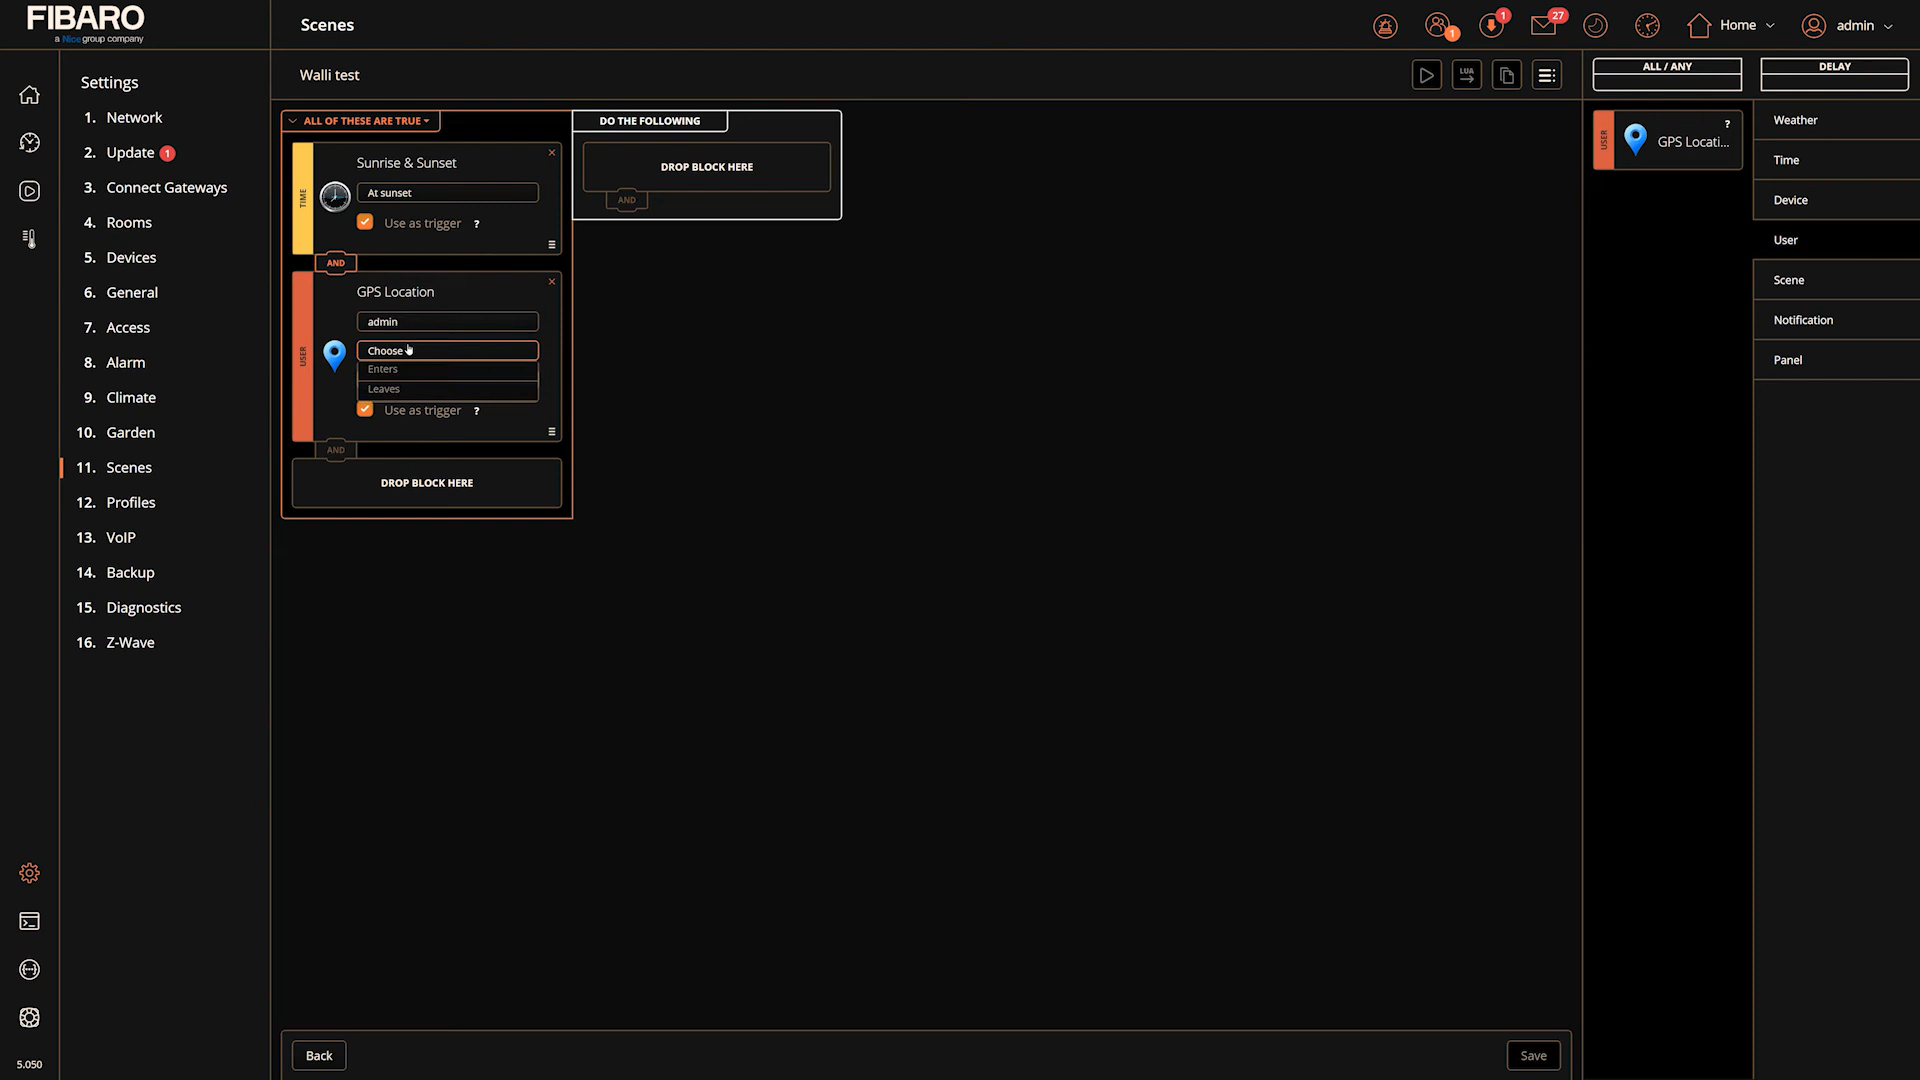 FIBARO
a Nice group company
Scenes
1
1
27
Home
admin
Settings
1. Network
2. Update 1
3. Connect Gateways
4. Rooms
5. Devices
6. General
7. Access
8. Alarm
9. Climate
10. Garden
11. Scenes
12. Profiles
13. VoIP
14. Backup
15. Diagnostics
16. Z-Wave
5.050
Walli test
LUA
ALL OF THESE ARE TRUE
TIME
Sunrise & Sunset
At sunset
Use as trigger ?
AND
USER
GPS Location
admin
Choose
Enters
Leaves
Use as trigger ?
AND
DROP BLOCK HERE
DO THE FOLLOWING
DROP BLOCK HERE
AND
Back
Save
ALL / ANY
DELAY
USER
GPS Locati...
?
Weather
Time
Device
User
Scene
Notification
Panel